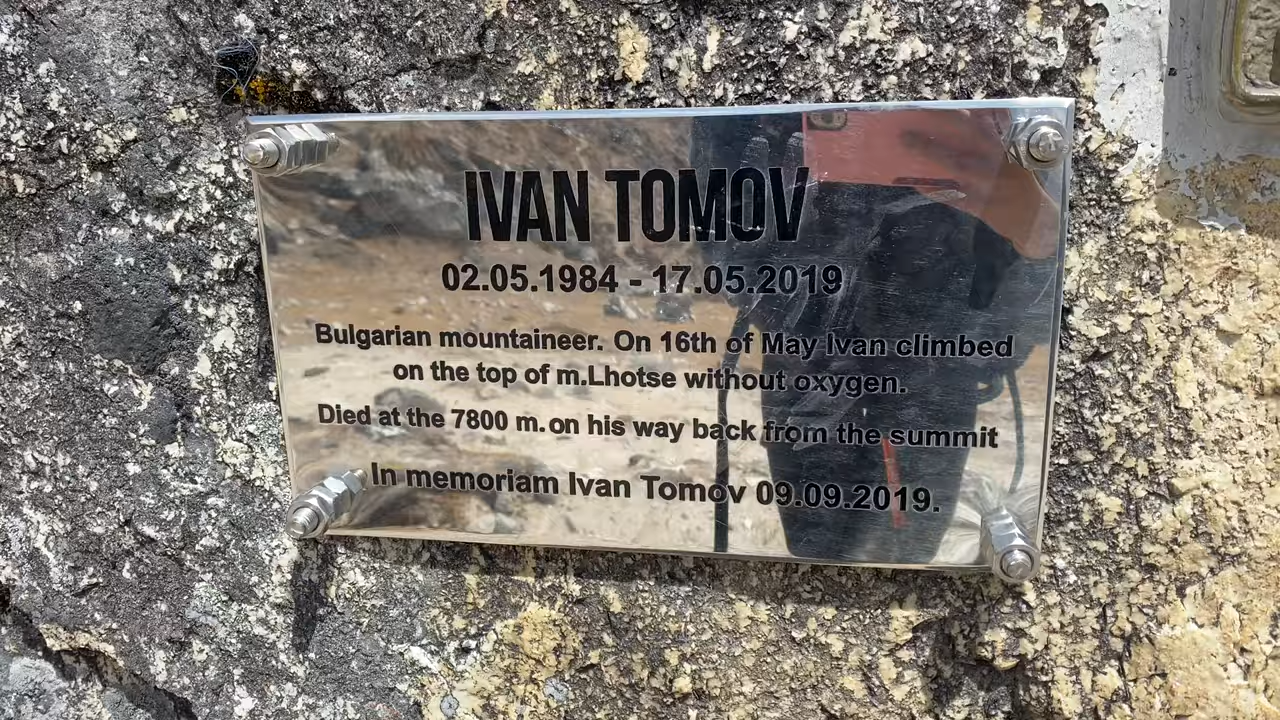 IVAN TOMOV
02.05.1984 - 17.05.2019
Bulgarian mountaineer. On 16th of May Ivan climbed
on the top of m.Lhotse without oxygen.
Died at the 7800 m. on his way back from the summit
In memoriam Ivan Tomov 09.09.2019.